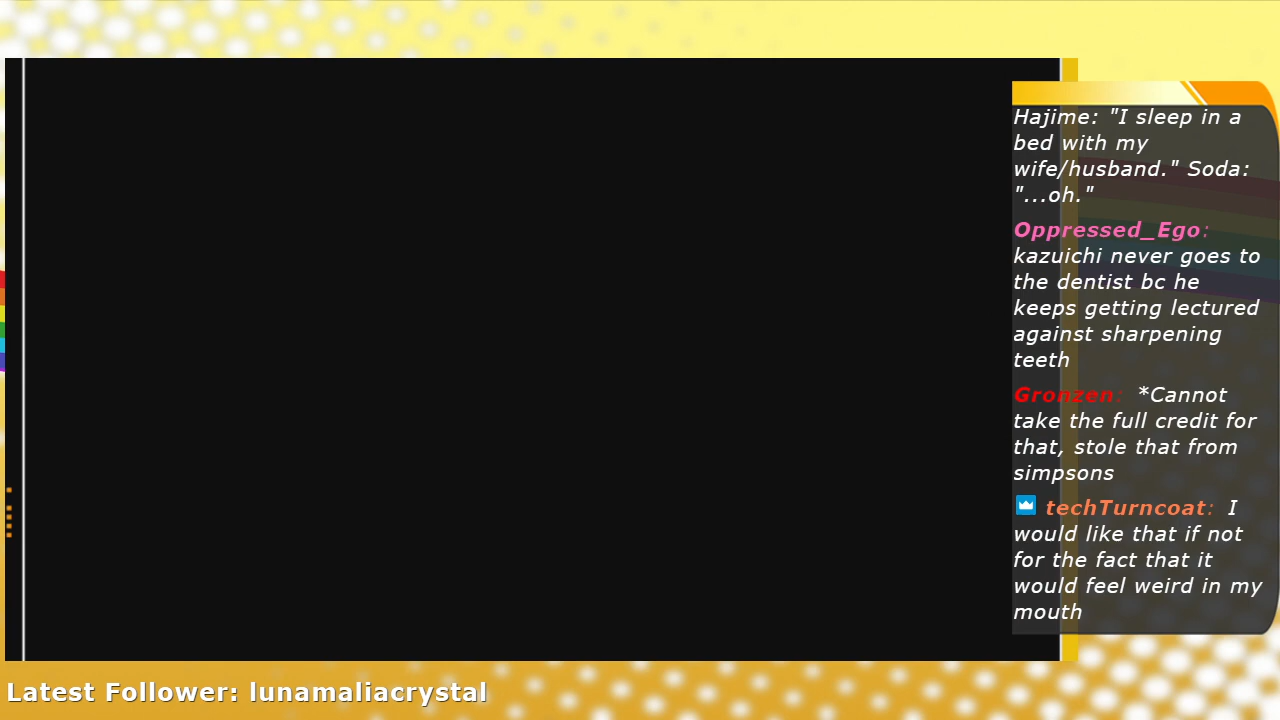 Hajime: "I sleep in a
bed with my
wife/husband." Soda:
"...oh."
Oppressed_Ego:
kazuichi never goes to
the dentist bc he
keeps getting lectured
against sharpening
teeth
Gronzen: *Cannot
take the full credit for
that, stole that from
simpsons
techTurncoat: I
would like that if not
for the fact that it
would feel weird in my
mouth
Latest Follower: lunamaliacrystal